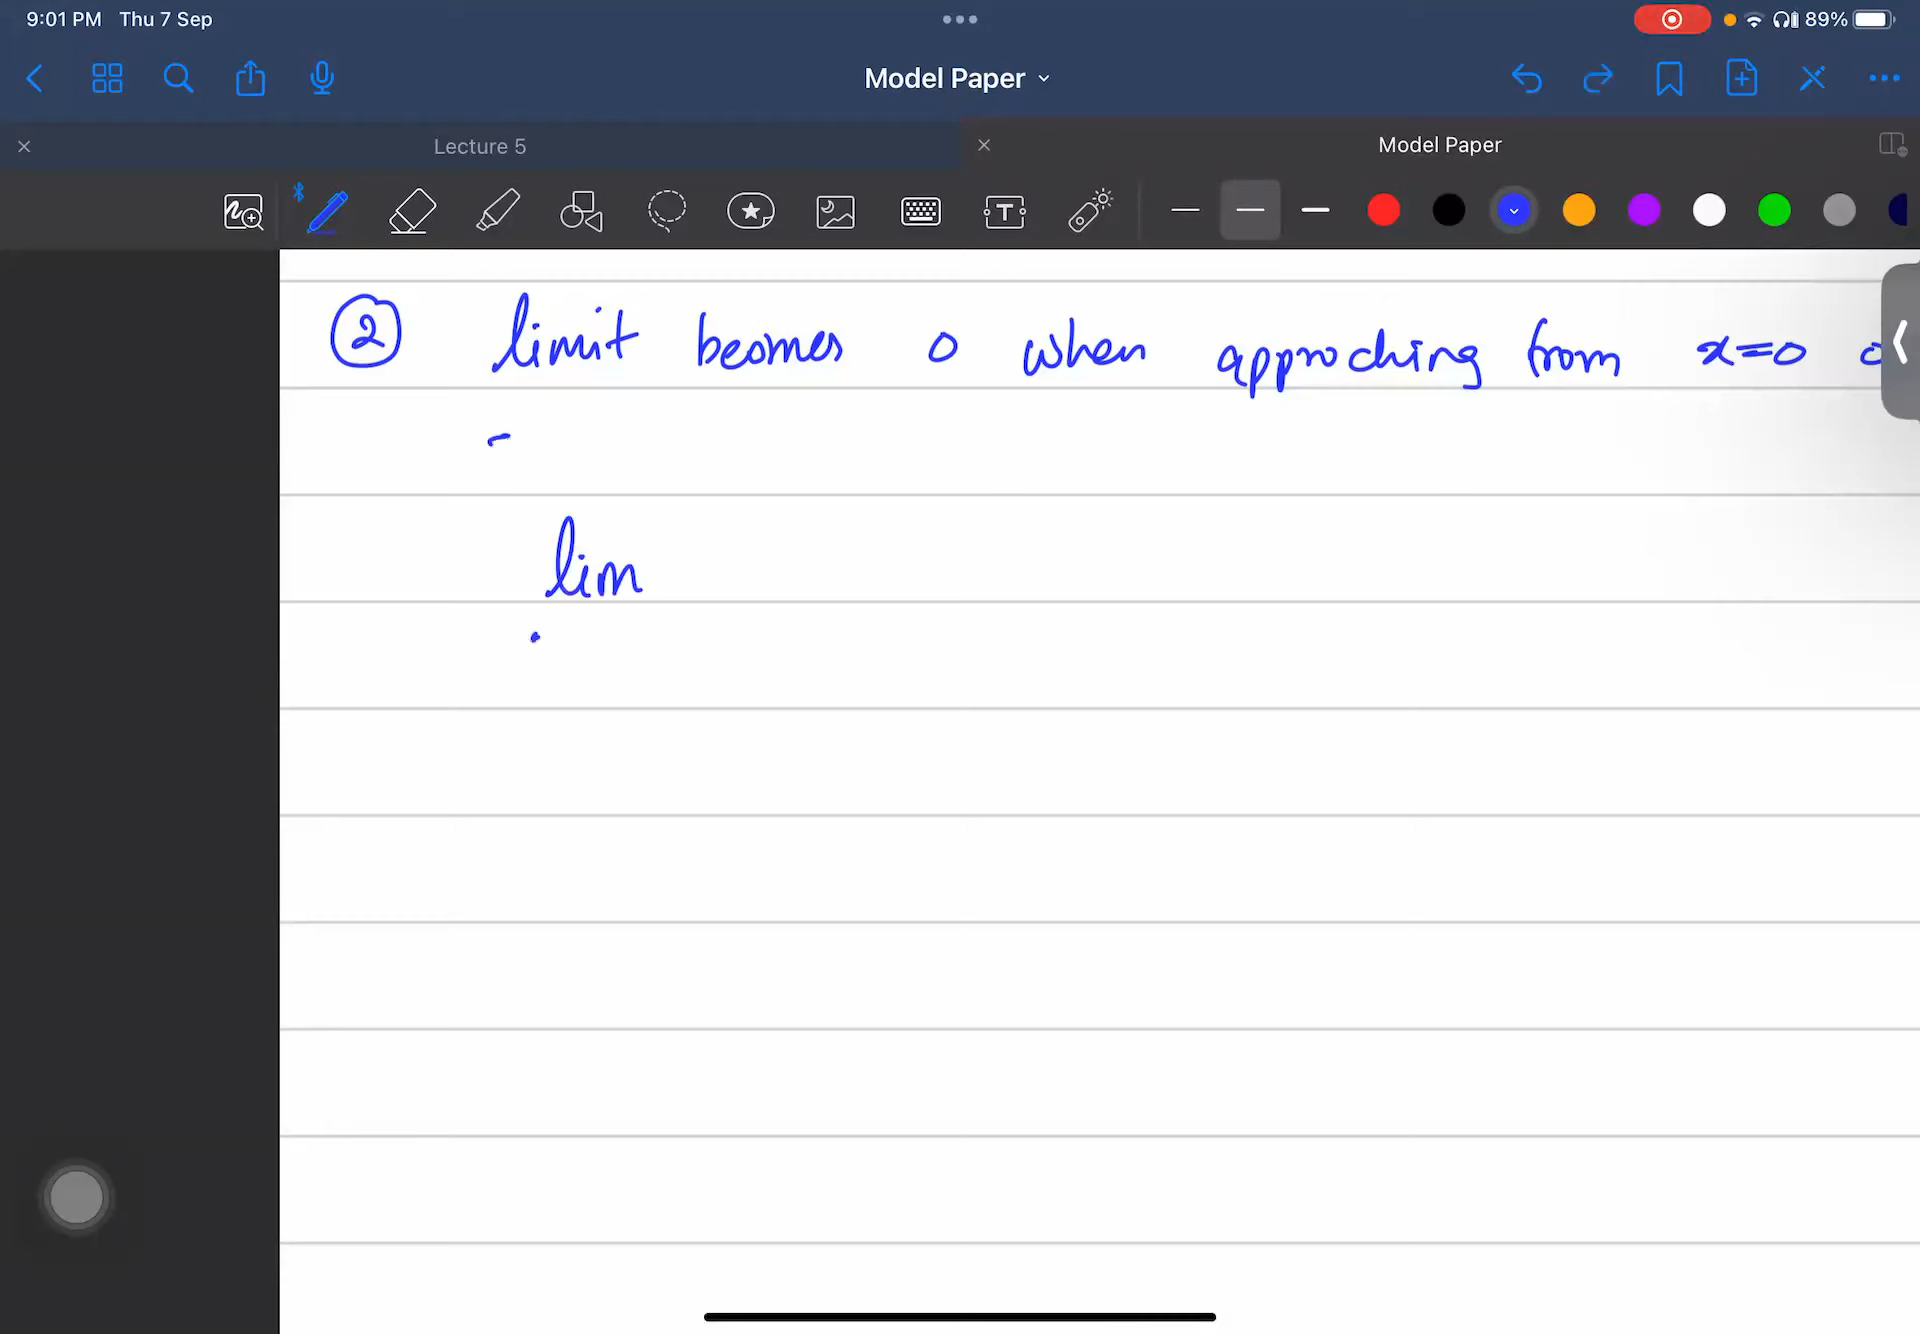 9:01 PM Thu 7 Sep
89%
Model Paper
Lecture 5
Model Paper
② limit beomes 0 when approching from x=0
lim